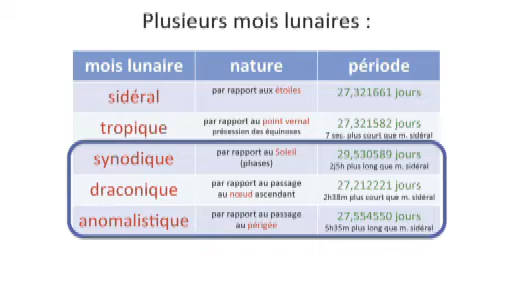 Plusieurs mois lunaires :
mois lunaire nature période
sidéral par rapport aux étoiles 27,321661 jours
tropique par rapport au point vernal 27,321582 jours
précession des équinoxes 7 sec. plus court que m. sidéral
synodique par rapport au Soleil 29,530589 jours
(phases) 2j5h plus long que m. sidéral
draconique par rapport au passage 27,212221 jours
au nœud ascendant 2h38m plus court que m. sidéral
anomalistique par rapport au passage 27,554550 jours
au périgée 5h35m plus long que m. sidéral